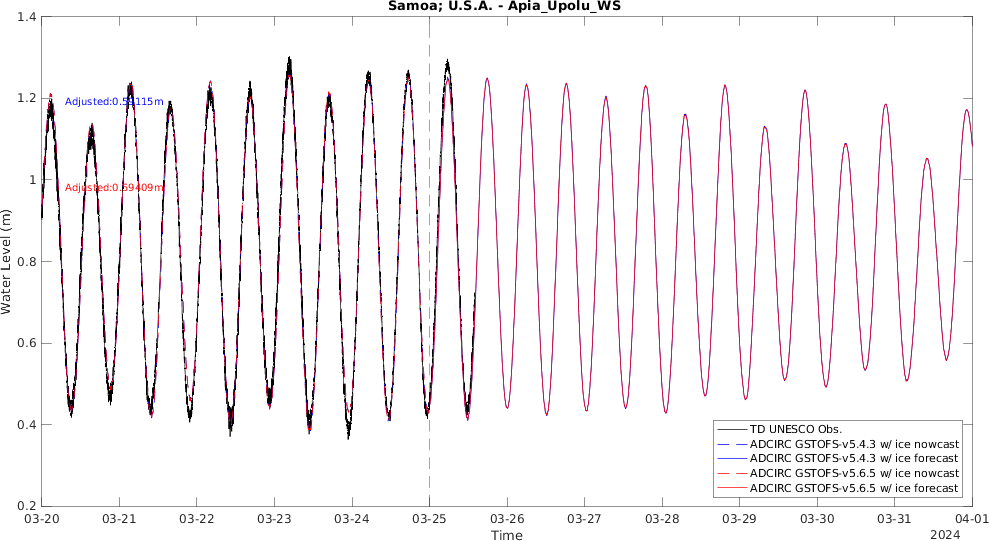 Samoa; U.S.A. - Apia_Upolu_WS
1.4
1.2
1
0.8
0.6
0.4
0.2
Water Level (m)
Adjusted:0.59115m
Adjusted:0.59409m
TD UNESCO Obs.
ADCIRC GSTOFS-v5.4.3 w/ ice nowcast
ADCIRC GSTOFS-v5.4.3 w/ ice forecast
ADCIRC GSTOFS-v5.6.5 w/ ice nowcast
ADCIRC GSTOFS-v5.6.5 w/ ice forecast
03-20 03-21 03-22 03-23 03-24 03-25 03-26 03-27 03-28 03-29 03-30 03-31 04-01
Time
2024